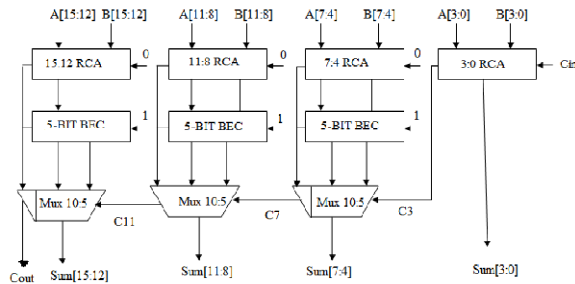 A[15:12] B[15:12] A[11:8] B[11:8] A[7:4] B[7:4] A[3:0] B[3:0]
0 0 0
15:12 RCA 11:8 RCA 7:4 RCA 3:0 RCA Cin
1 1 1
5-BIT BEC 5-BIT BEC 5-BIT BEC
Mux 10:5 Mux 10:5 Mux 10:5
C11 C7 C3
Cout Sum[15:12] Sum[11:8] Sum[7:4] Sum[3:0]